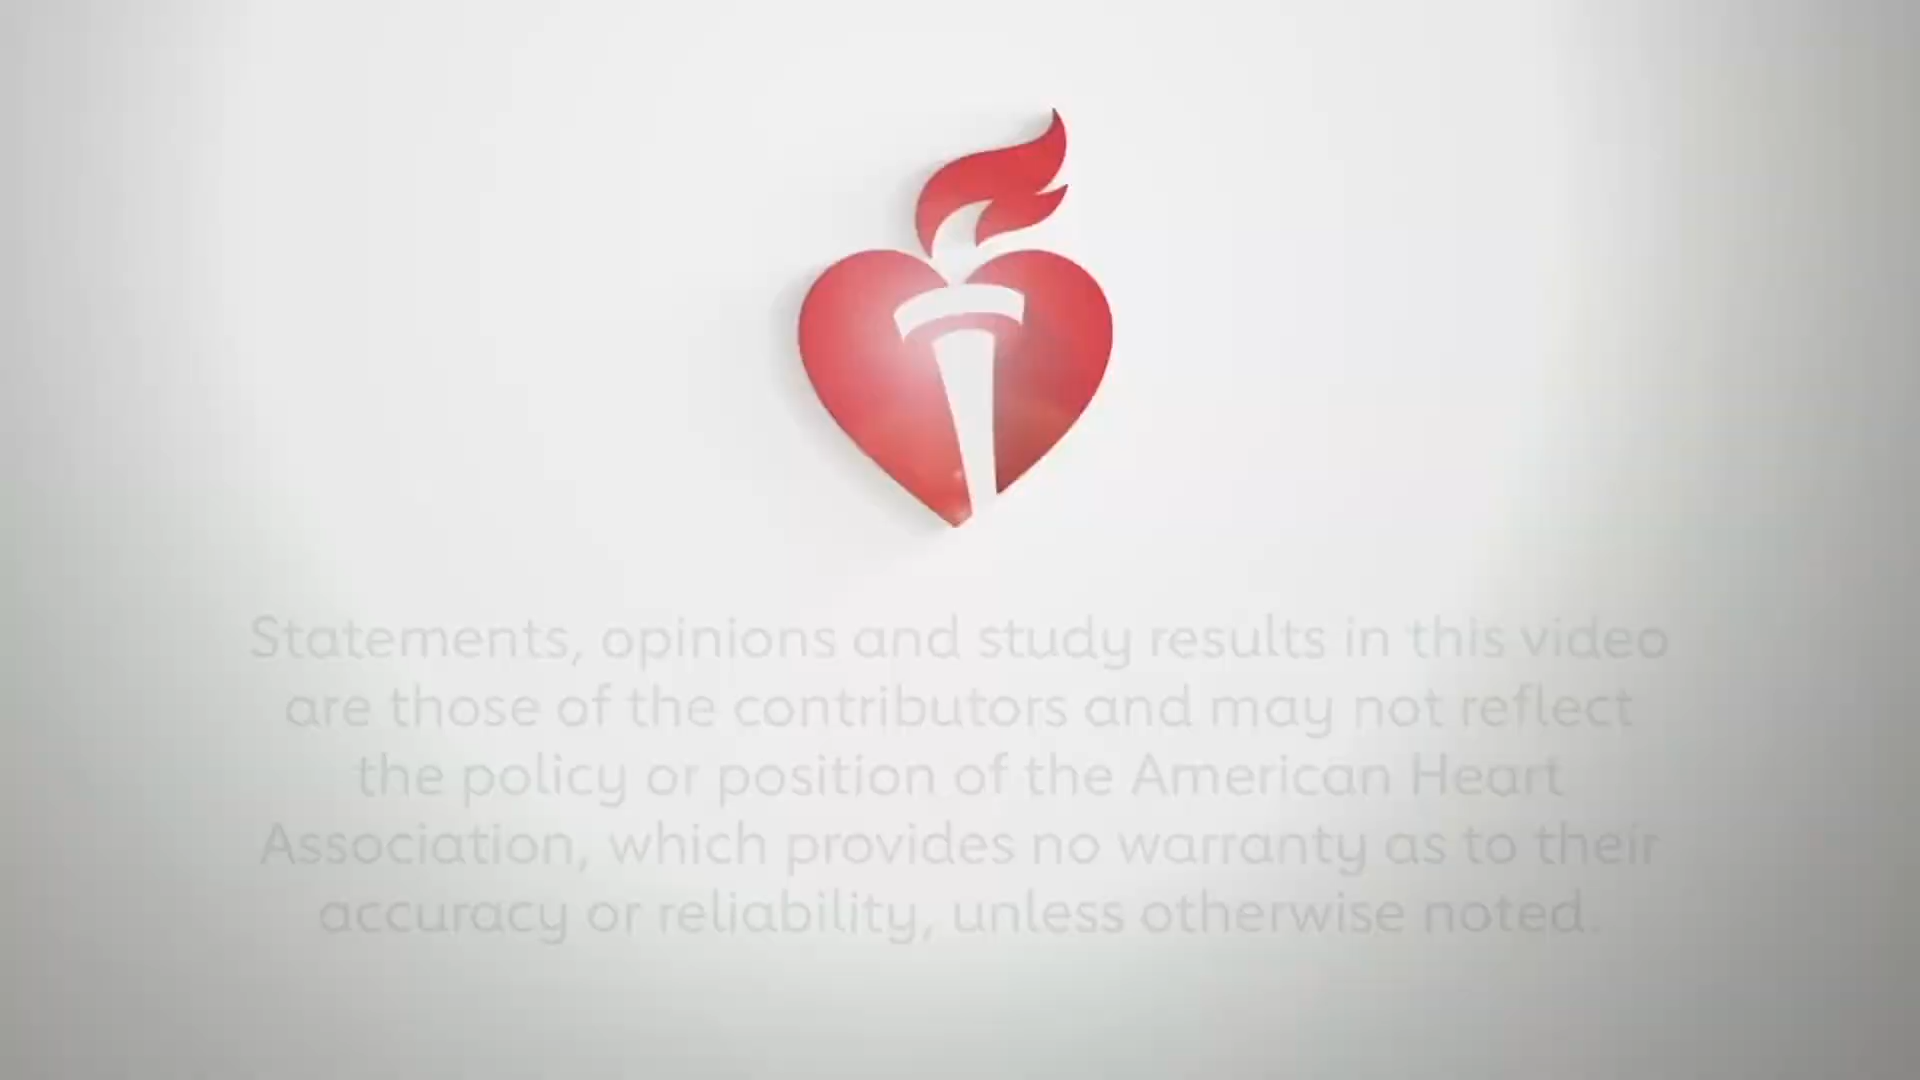 Statements, opinions and study results in this video
are those of the contributors and may not reflect
the policy or position of the American Heart
Association, which provides no warranty as to their
accuracy or reliability, unless otherwise noted.